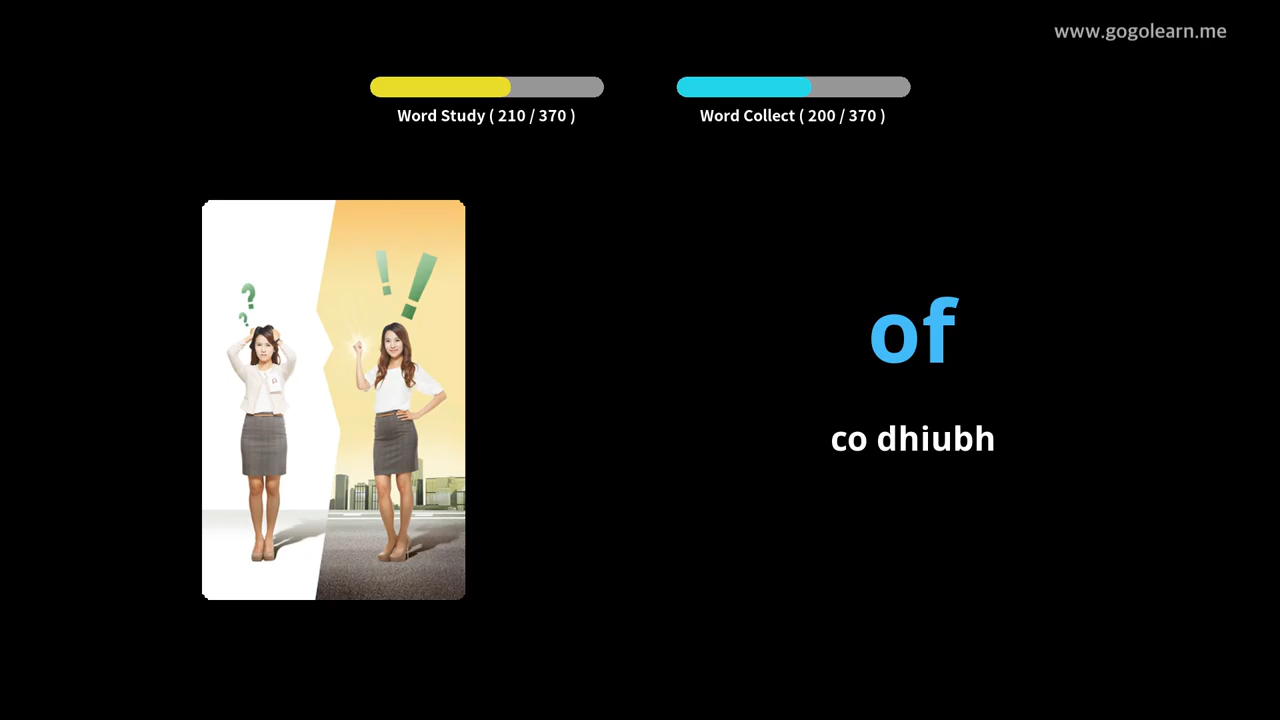 www.gogolearn.me
Word Study ( 210 / 370 )
Word Collect ( 200 / 370 )
? ? ! !
of
co dhiubh